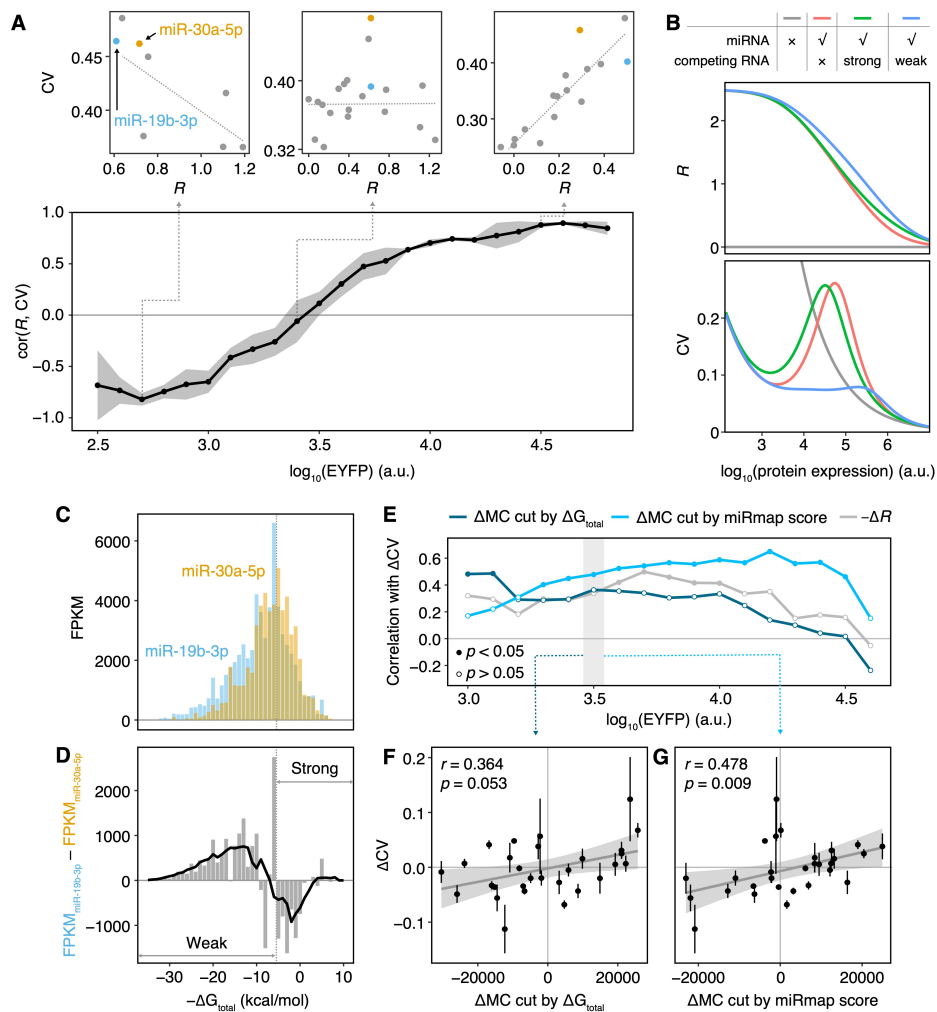 A
miR-30a-5p
miR-19b-3p
CV
0.45
0.40
0.6 0.8 1.0 1.2
R
0.40
0.32
0.0 0.4 0.8 1.2
R
0.40
0.30
0.0 0.2 0.4
R
cor(R, CV)
1.0
0.5
0.0
−0.5
−1.0
2.5 3.0 3.5 4.0 4.5
log10(EYFP) (a.u.)
B
miRNA × √ √ √
competing RNA × strong weak
R
2
1
0
CV
0.2
0.1
0
3 4 5 6
log10(protein expression) (a.u.)
C
FPKM
6000
4000
2000
0
miR-30a-5p
miR-19b-3p
D
FPKMmiR-19b-3p − FPKMmiR-30a-5p
2000
1000
0
−1000
Strong
Weak
−30 −20 −10 0 10
−ΔGtotal (kcal/mol)
E
ΔMC cut by ΔGtotal ΔMC cut by miRmap score −ΔR
Correlation with ΔCV
0.6
0.4
0.2
0.0
−0.2
p < 0.05
p > 0.05
3.0 3.5 4.0 4.5
log10(EYFP) (a.u.)
F
r = 0.364
p = 0.053
ΔCV
0.2
0.1
0.0
−0.1
−20000 0 20000
ΔMC cut by ΔGtotal
G
r = 0.478
p = 0.009
−20000 0 20000
ΔMC cut by miRmap score